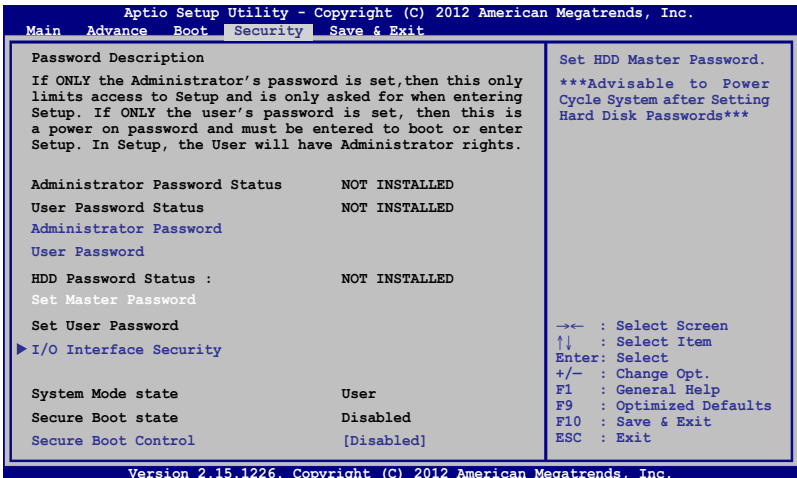 Aptio Setup Utility - Copyright (C) 2012 American Megatrends, Inc.
Main Advance Boot Security Save & Exit
Password Description
If ONLY the Administrator's password is set,then this only
limits access to Setup and is only asked for when entering
Setup. If ONLY the user's password is set, then this is
a power on password and must be entered to boot or enter
Setup. In Setup, the User will have Administrator rights.
Administrator Password Status NOT INSTALLED
User Password Status NOT INSTALLED
Administrator Password
User Password
HDD Password Status : NOT INSTALLED
Set Master Password
Set User Password
I/O Interface Security
System Mode state User
Secure Boot state Disabled
Secure Boot Control [Disabled]
Set HDD Master Password.
***Advisable to Power
Cycle System after Setting
Hard Disk Passwords***
→← : Select Screen
↑↓ : Select Item
Enter: Select
+/— : Change Opt.
F1 : General Help
F9 : Optimized Defaults
F10 : Save & Exit
ESC : Exit
Version 2.15.1226. Copyright (C) 2012 American Megatrends, Inc.